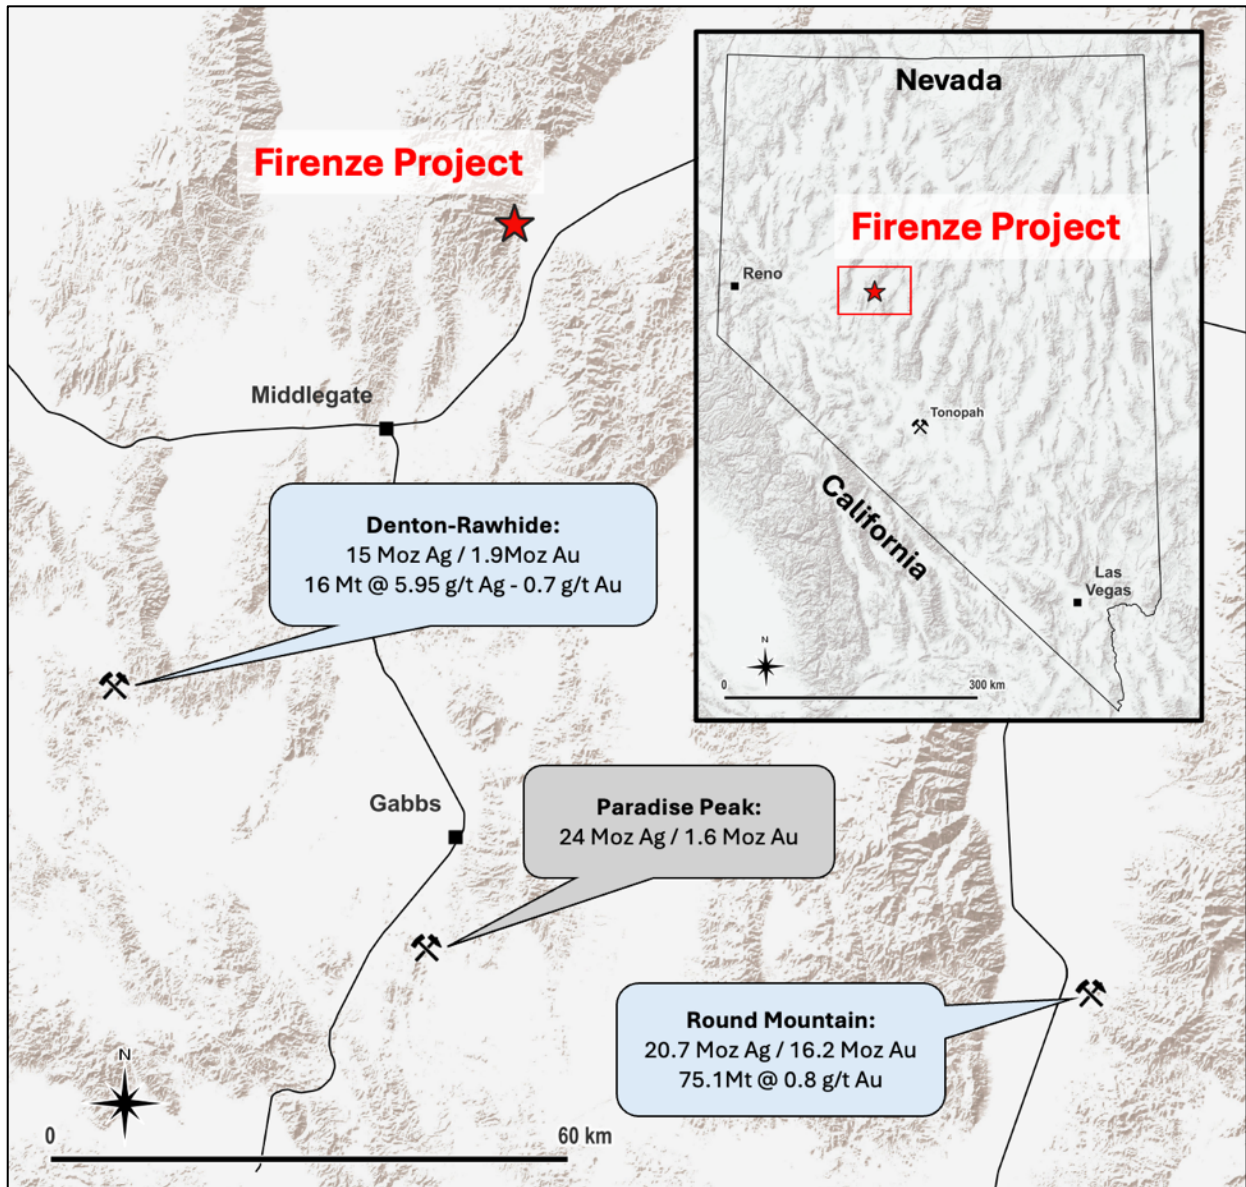 Firenze Project
Middlegate
Denton-Rawhide:
15 Moz Ag / 1.9Moz Au
16 Mt @ 5.95 g/t Ag - 0.7 g/t Au
Gabbs
Paradise Peak:
24 Moz Ag / 1.6 Moz Au
Round Mountain:
20.7 Moz Ag / 16.2 Moz Au
75.1Mt @ 0.8 g/t Au
N
0 60 km
Nevada
Firenze Project
Reno
Tonopah
California
Las
Vegas
N
0 300 km